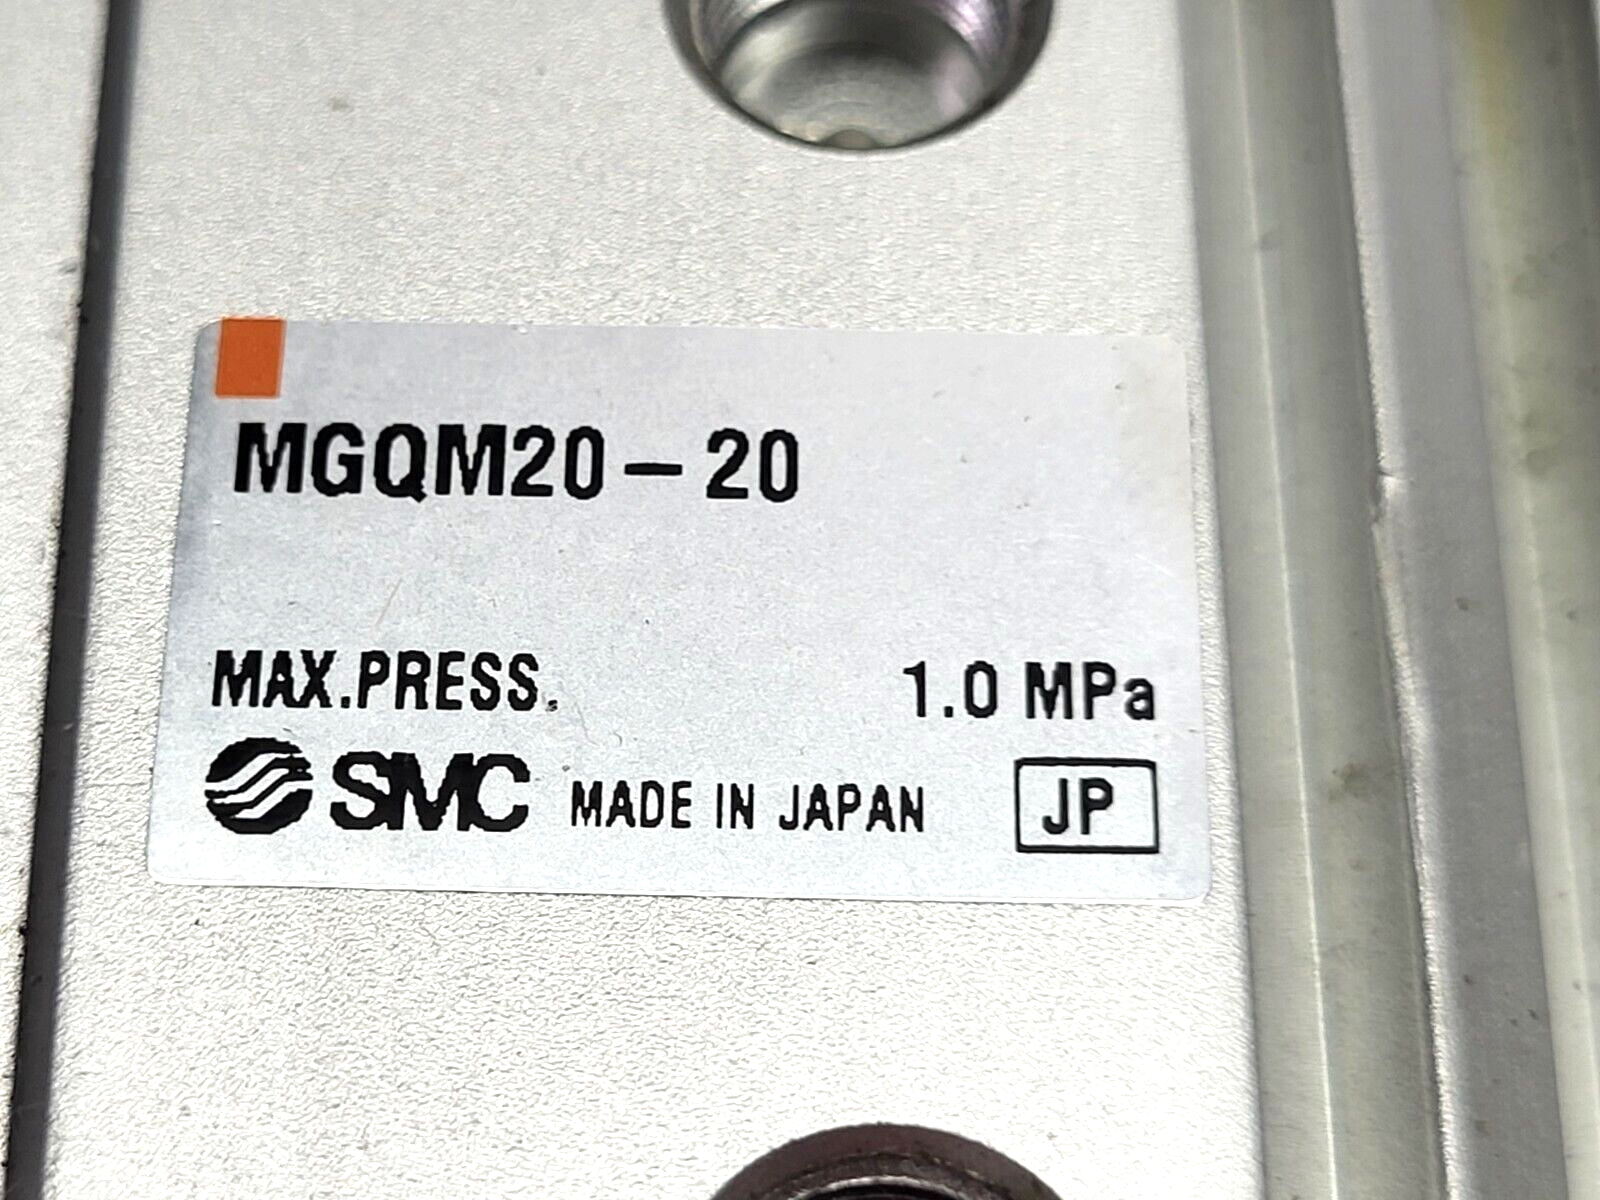 MGQM20-20
MAX.PRESS. 1.0 MPa
SMC MADE IN JAPAN JP